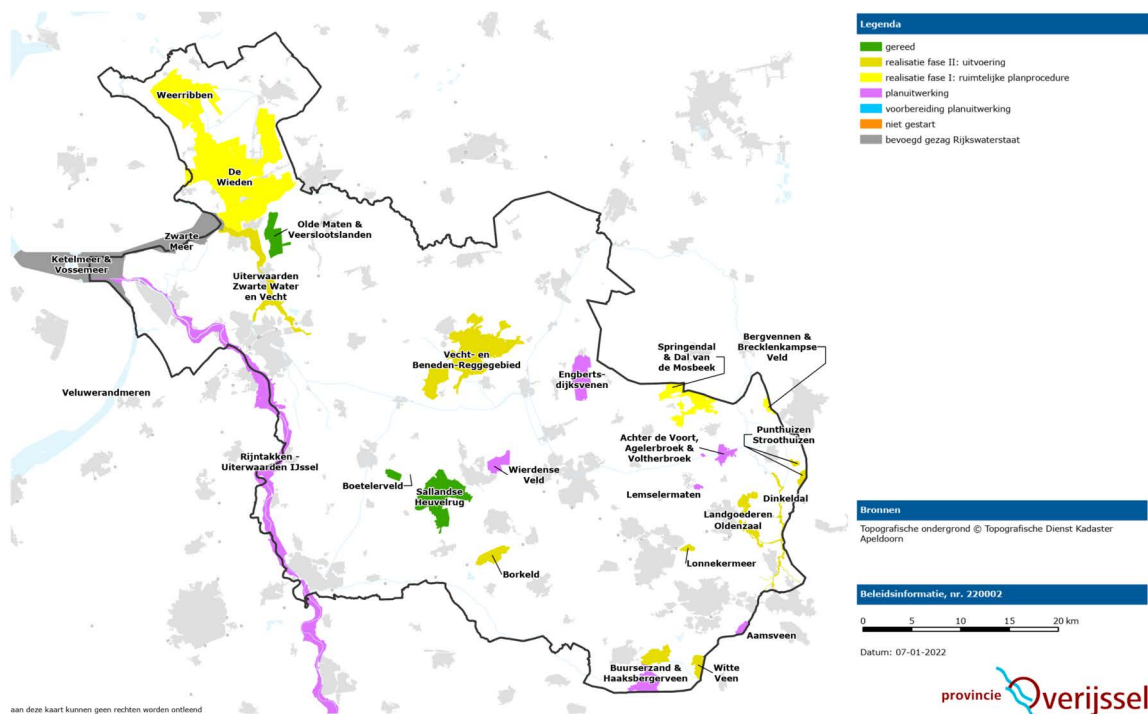 Weerribben
De
Wieden
Olde Maten &
Veerslootslanden
Zwarte
Meer
Ketelmeer &
Vossemeer
Uiterwaarden
Zwarte Water
en Vecht
Vecht- en
Beneden-Reggegebied
Engberts-
dijksvenen
Springendal
& Dal van
de Mosbeek
Bergvennen &
Brecklenkampse
Veld
Veluwerandmeren
Punthuizen
Stroothuizen
Achter de Voort,
Agelerbroek &
Voltherbroek
Rijntakken -
Uiterwaarden IJssel
Wierdense
Veld
Boetelerveld
Sallandse
Heuvelrug
Lemselermaten
Dinkeldal
Landgoederen
Oldenzaal
Borkeld
Lonnekermeer
Aamsveen
Buurserzand &
Haaksbergerveen
Witte
Veen
aan deze kaart kunnen geen rechten worden ontleend
Legenda
gereed
realisatie fase II: uitvoering
realisatie fase I: ruimtelijke planprocedure
planuitwerking
voorbereiding planuitwerking
niet gestart
bevoegd gezag Rijkswaterstaat
Bronnen
Topografische ondergrond © Topografische Dienst Kadaster
Apeldoorn
Beleidsinformatie, nr. 220002
0 5 10 15 20 km
Datum: 07-01-2022
provincie Overijssel